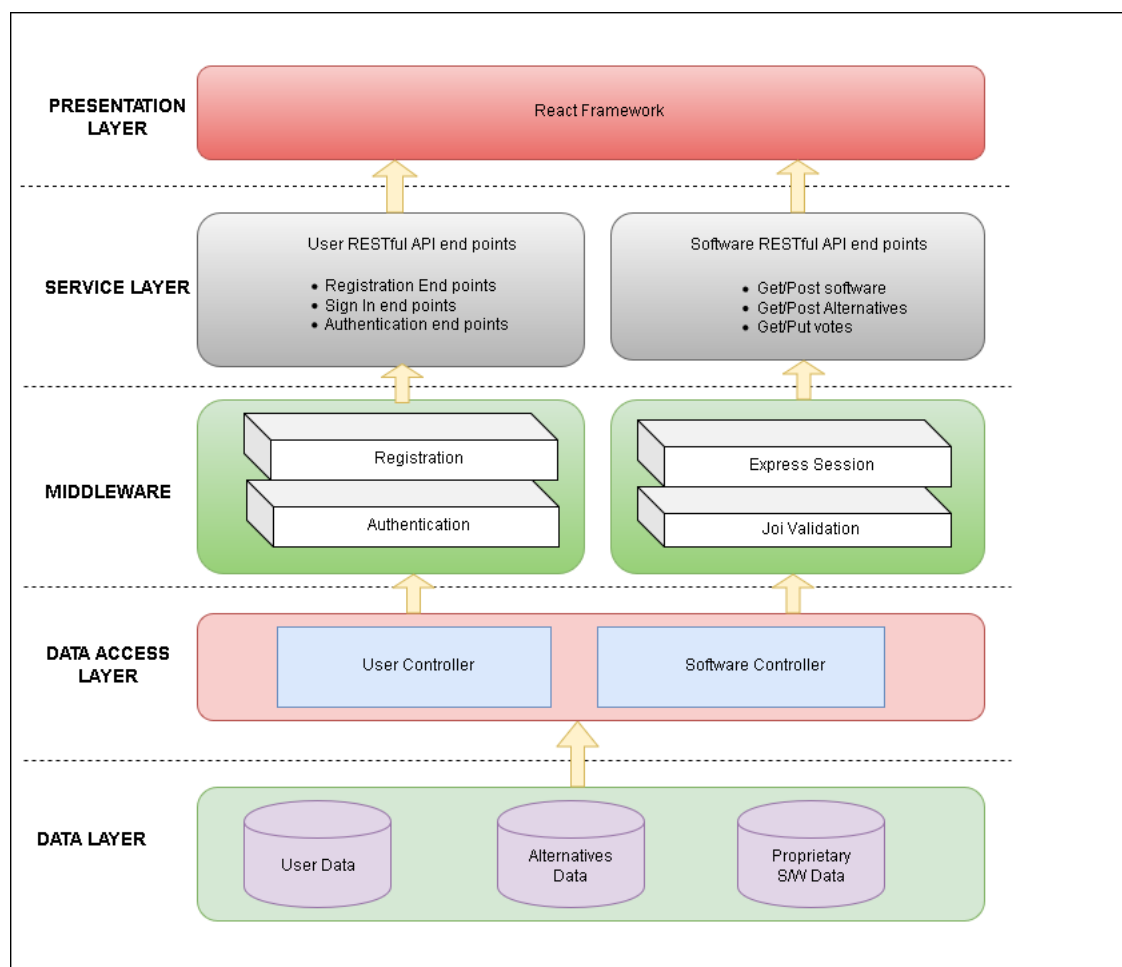 PRESENTATION
LAYER
React Framework
SERVICE LAYER
User RESTful API end points
• Registration End points
• Sign In end points
• Authentication end points
Software RESTful API end points
• Get/Post software
• Get/Post Alternatives
• Get/Put votes
MIDDLEWARE
Registration
Authentication
Express Session
Joi Validation
DATA ACCESS
LAYER
User Controller
Software Controller
DATA LAYER
User Data
Alternatives
Data
Proprietary
S/W Data